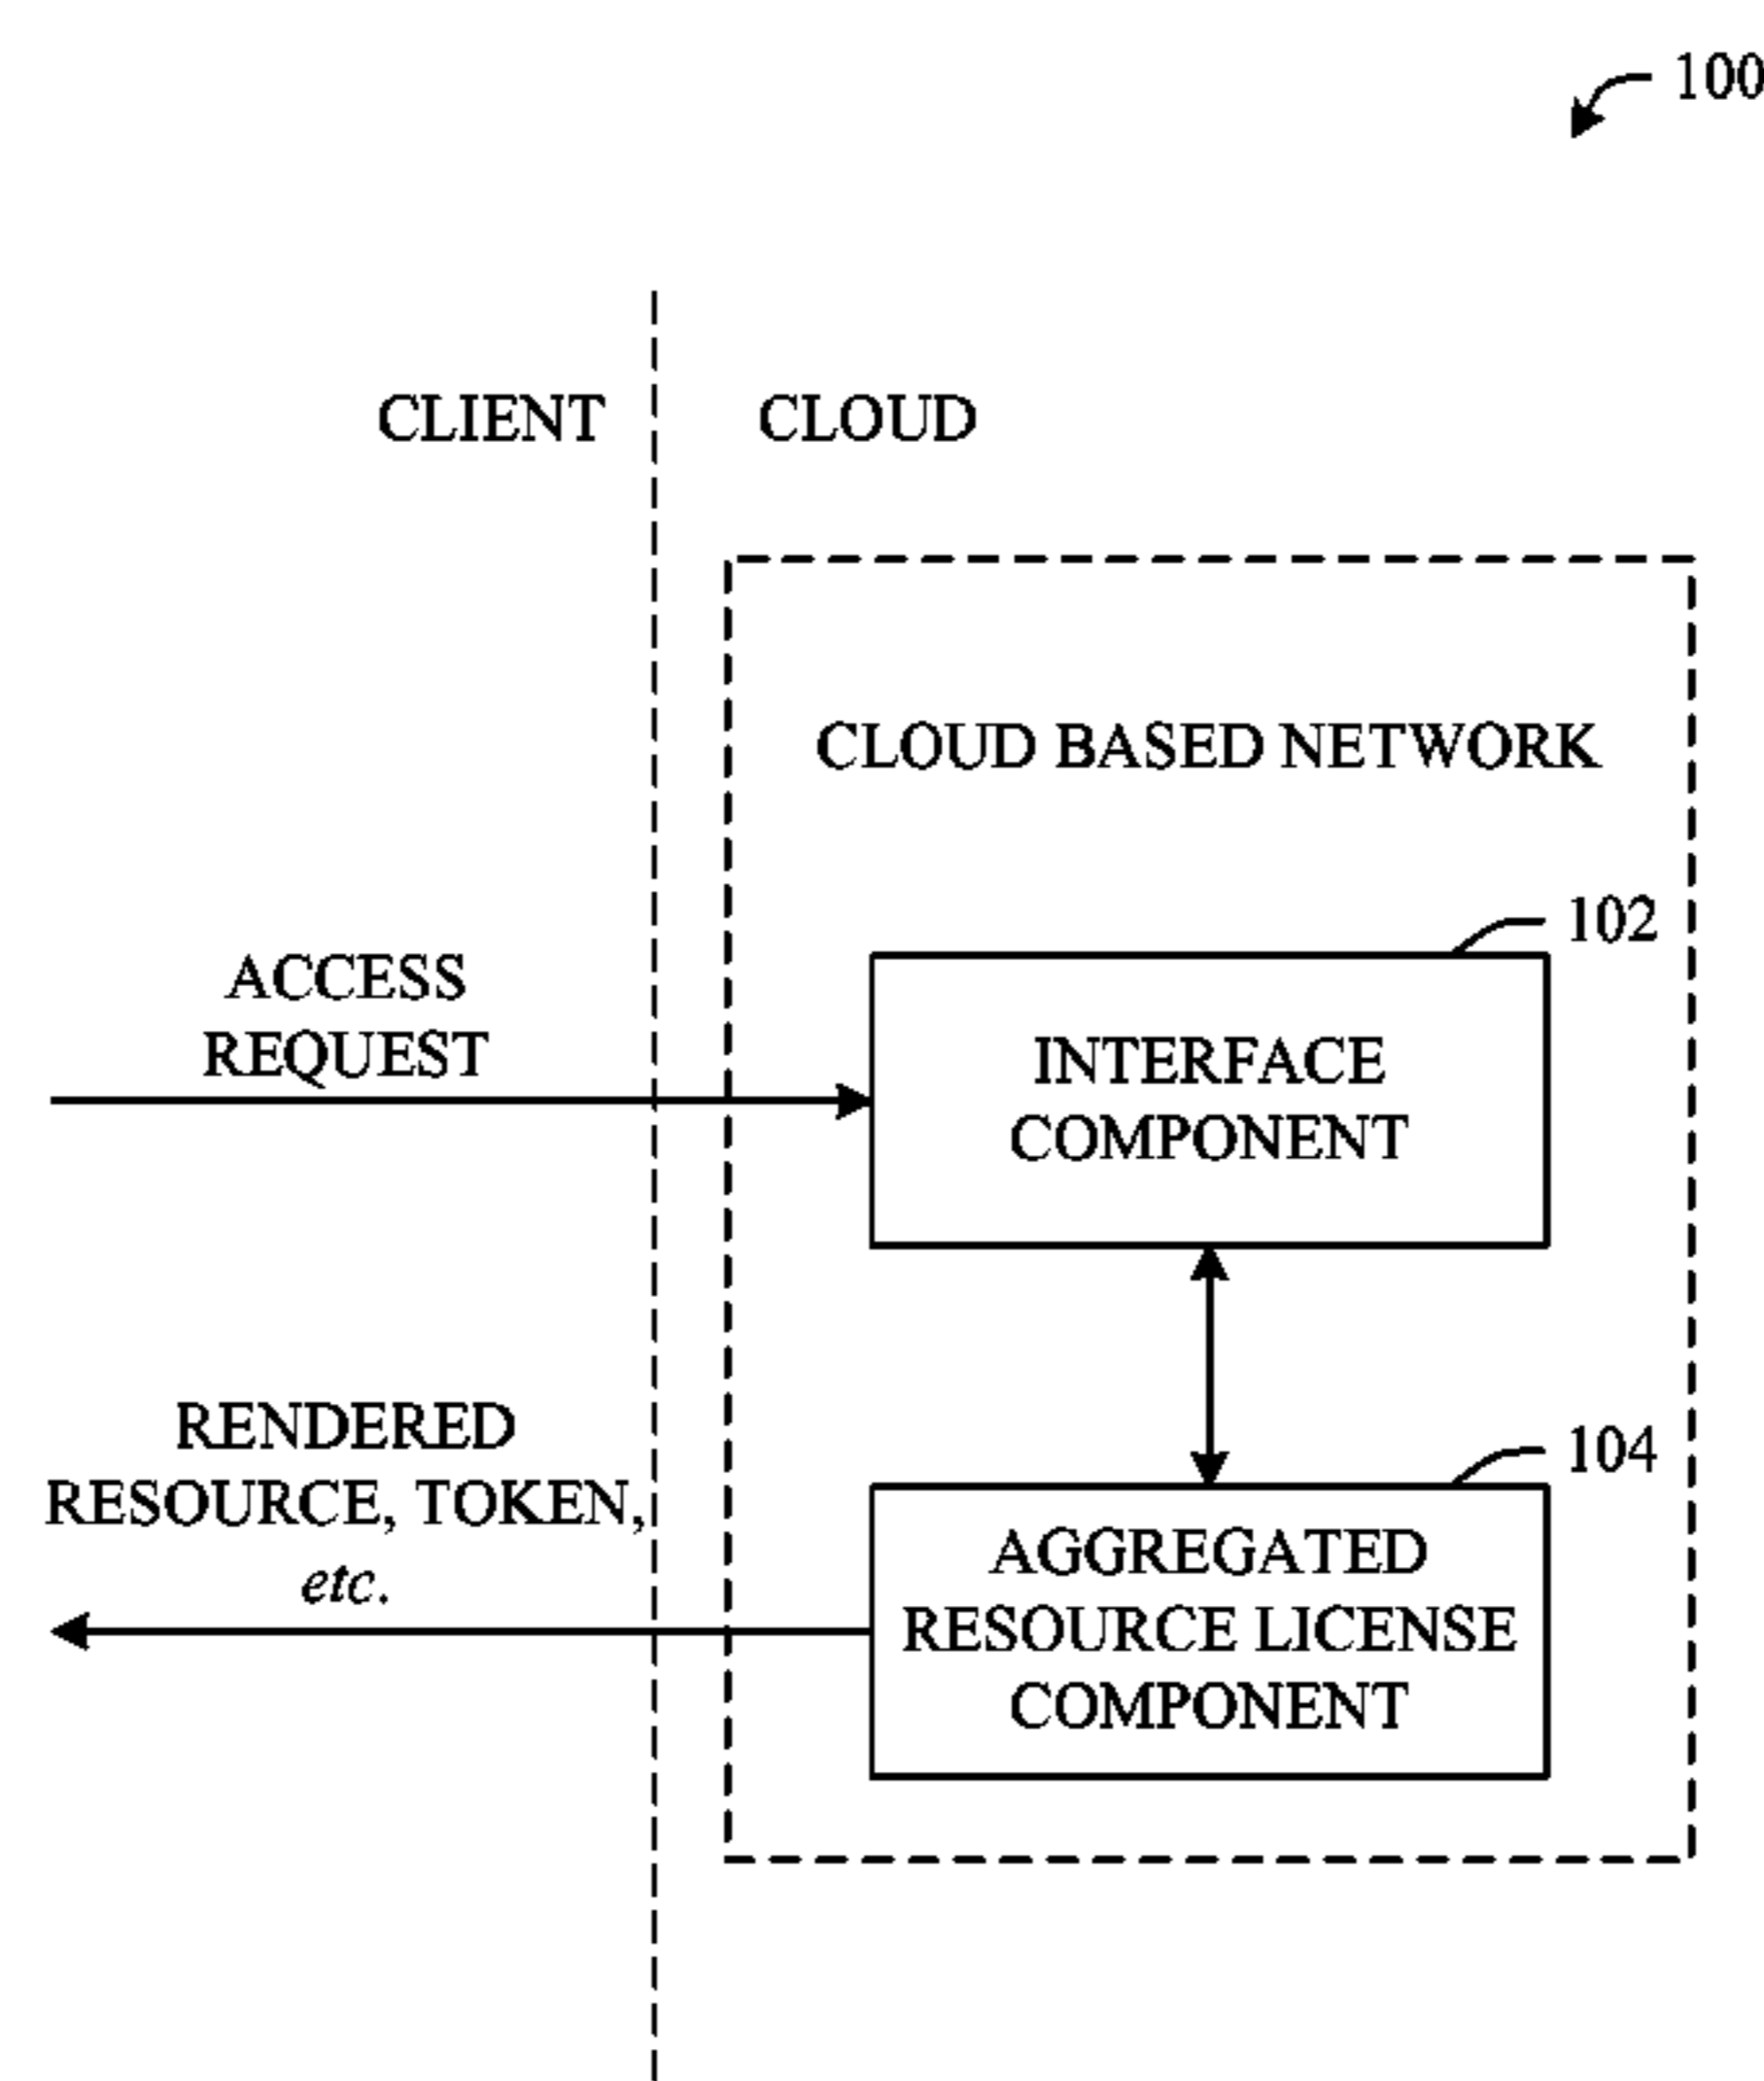 100
CLIENT
CLOUD
CLOUD BASED NETWORK
102
ACCESS
REQUEST
INTERFACE
COMPONENT
RENDERED
RESOURCE, TOKEN,
etc.
104
AGGREGATED
RESOURCE LICENSE
COMPONENT